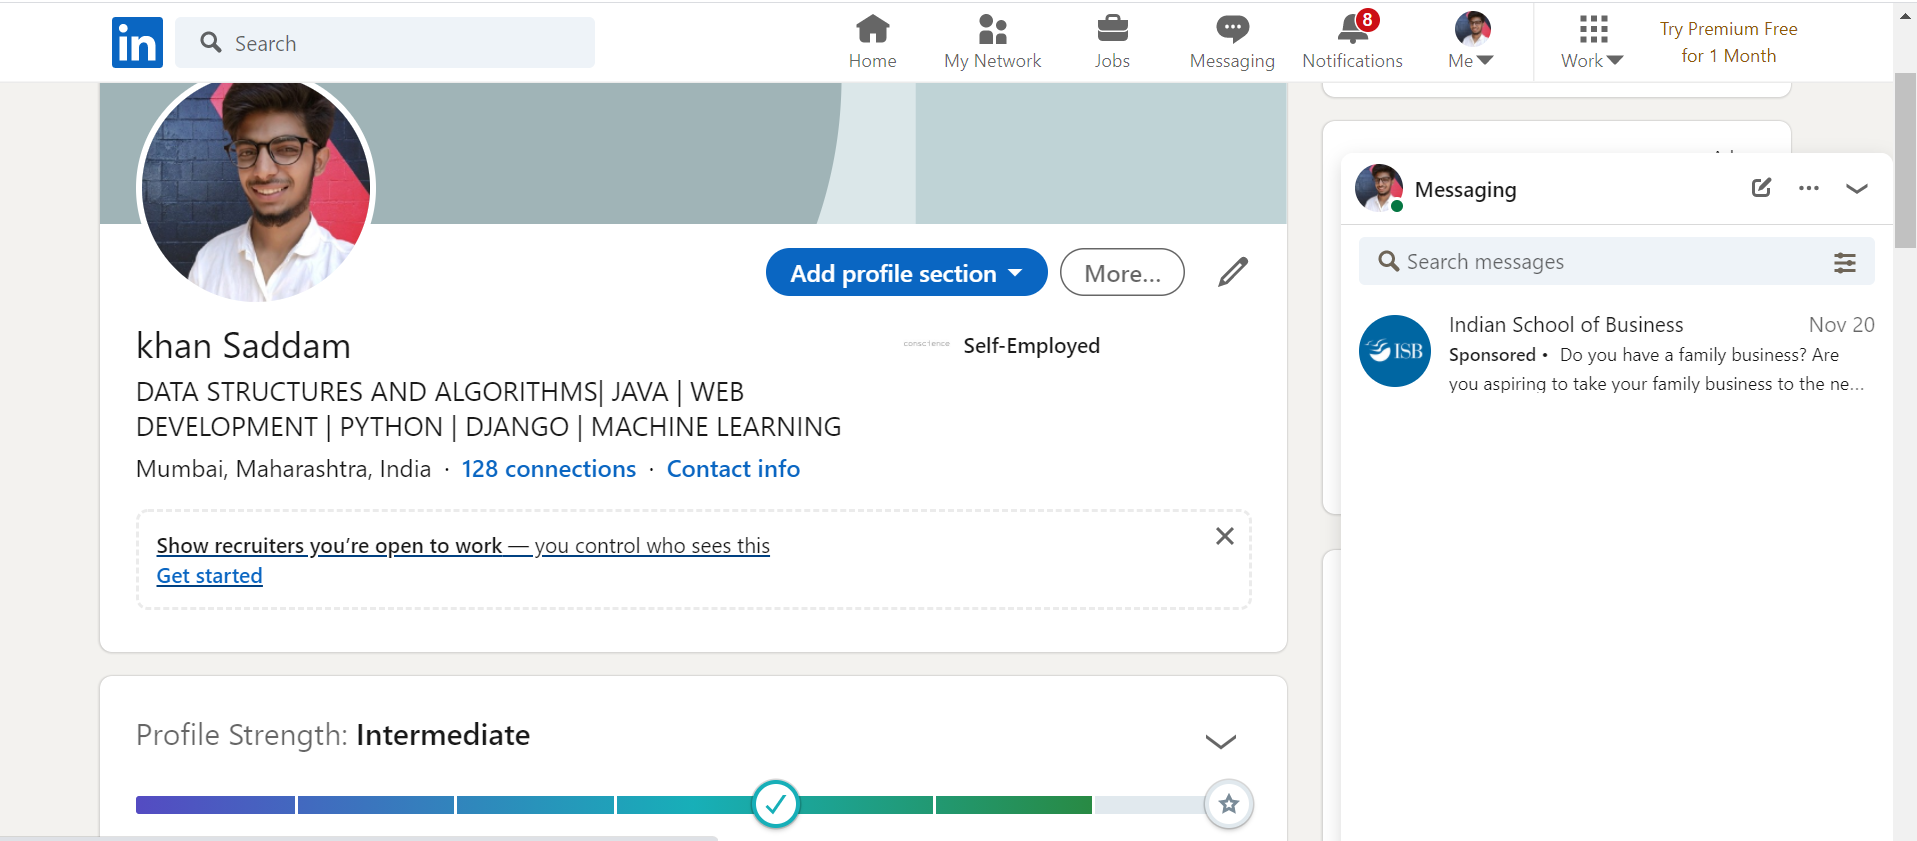 in
Search
Home
My Network
Jobs
Messaging
8
Notifications
Me
Work
Try Premium Free
for 1 Month
Add profile section
More...
khan Saddam
conscience
Self-Employed
DATA STRUCTURES AND ALGORITHMS| JAVA | WEB
DEVELOPMENT | PYTHON | DJANGO | MACHINE LEARNING
Mumbai, Maharashtra, India · 128 connections · Contact info
Show recruiters you’re open to work — you control who sees this
Get started
Profile Strength: Intermediate
Messaging
Search messages
ISB
Indian School of Business
Nov 20
Sponsored • Do you have a family business? Are
you aspiring to take your family business to the ne...